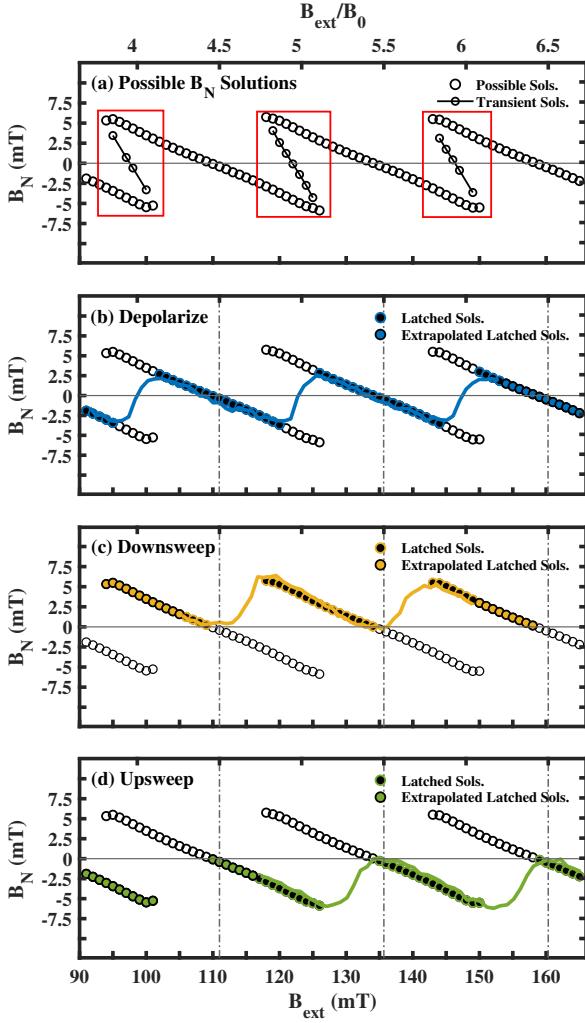 B_ext/B_0
4 4.5 5 5.5 6 6.5
(a) Possible B_N Solutions
Possible Sols.
Transient Sols.
7.5
5
2.5
0
-2.5
-5
-7.5
B_N (mT)
(b) Depolarize
Latched Sols.
Extrapolated Latched Sols.
7.5
5
2.5
0
-2.5
-5
-7.5
B_N (mT)
(c) Downsweep
Latched Sols.
Extrapolated Latched Sols.
7.5
5
2.5
0
-2.5
-5
-7.5
B_N (mT)
(d) Upsweep
Latched Sols.
Extrapolated Latched Sols.
7.5
5
2.5
0
-2.5
-5
-7.5
B_N (mT)
90 100 110 120 130 140 150 160
B_ext (mT)